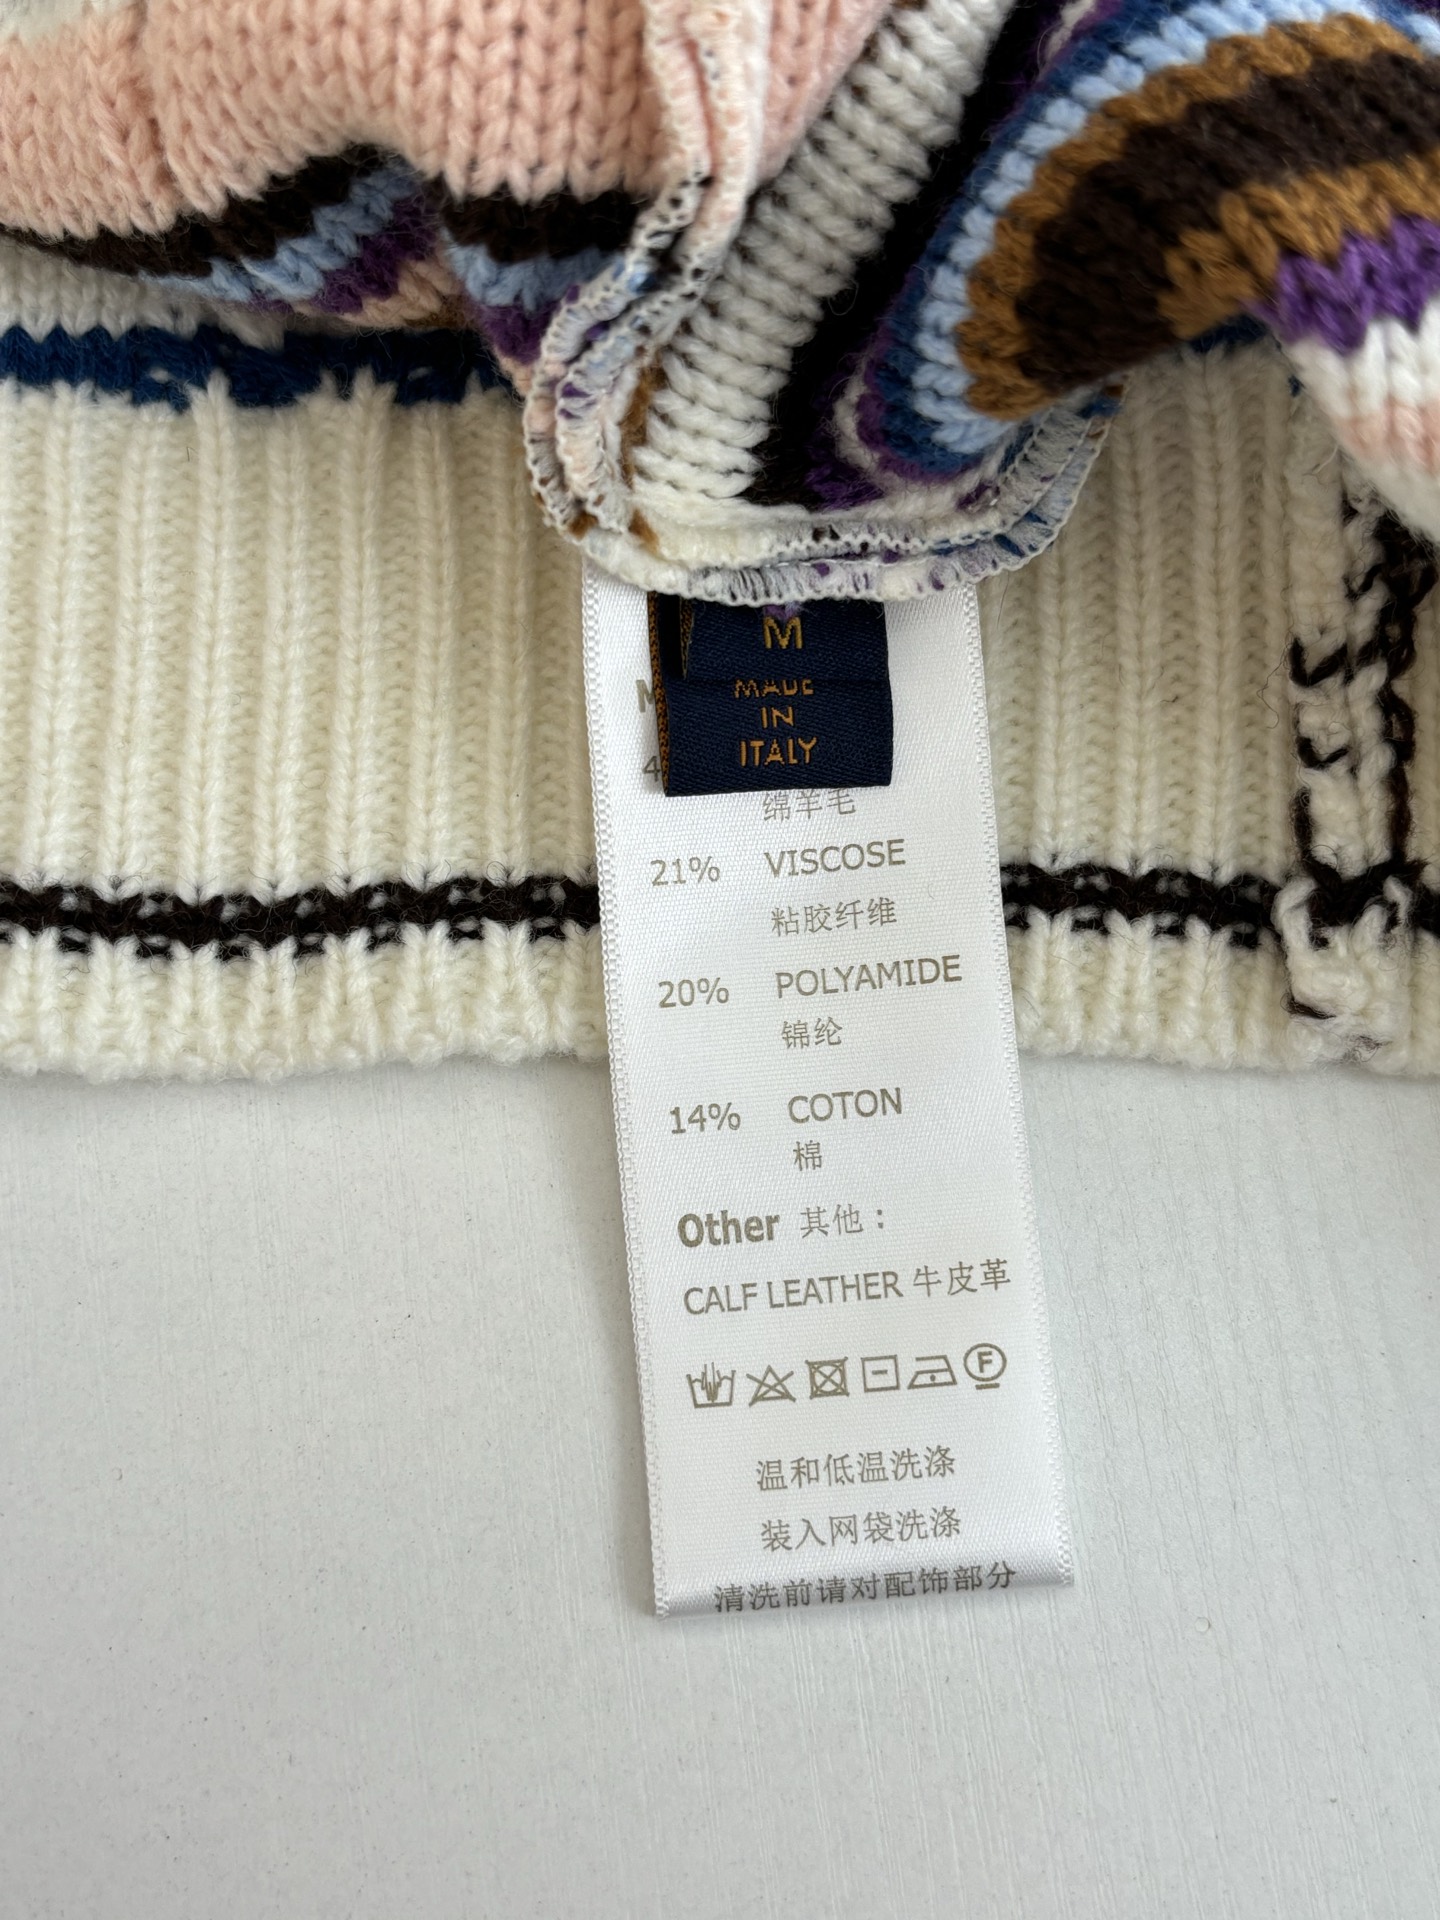 M
MADE
IN
ITALY
绵羊毛
21% VISCOSE
粘胶纤维
20% POLYAMIDE
锦纶
14% COTON
棉
Other 其他：
CALF LEATHER 牛皮革
F
温和低温洗涤
装入网袋洗涤
清洗前请对配饰部分